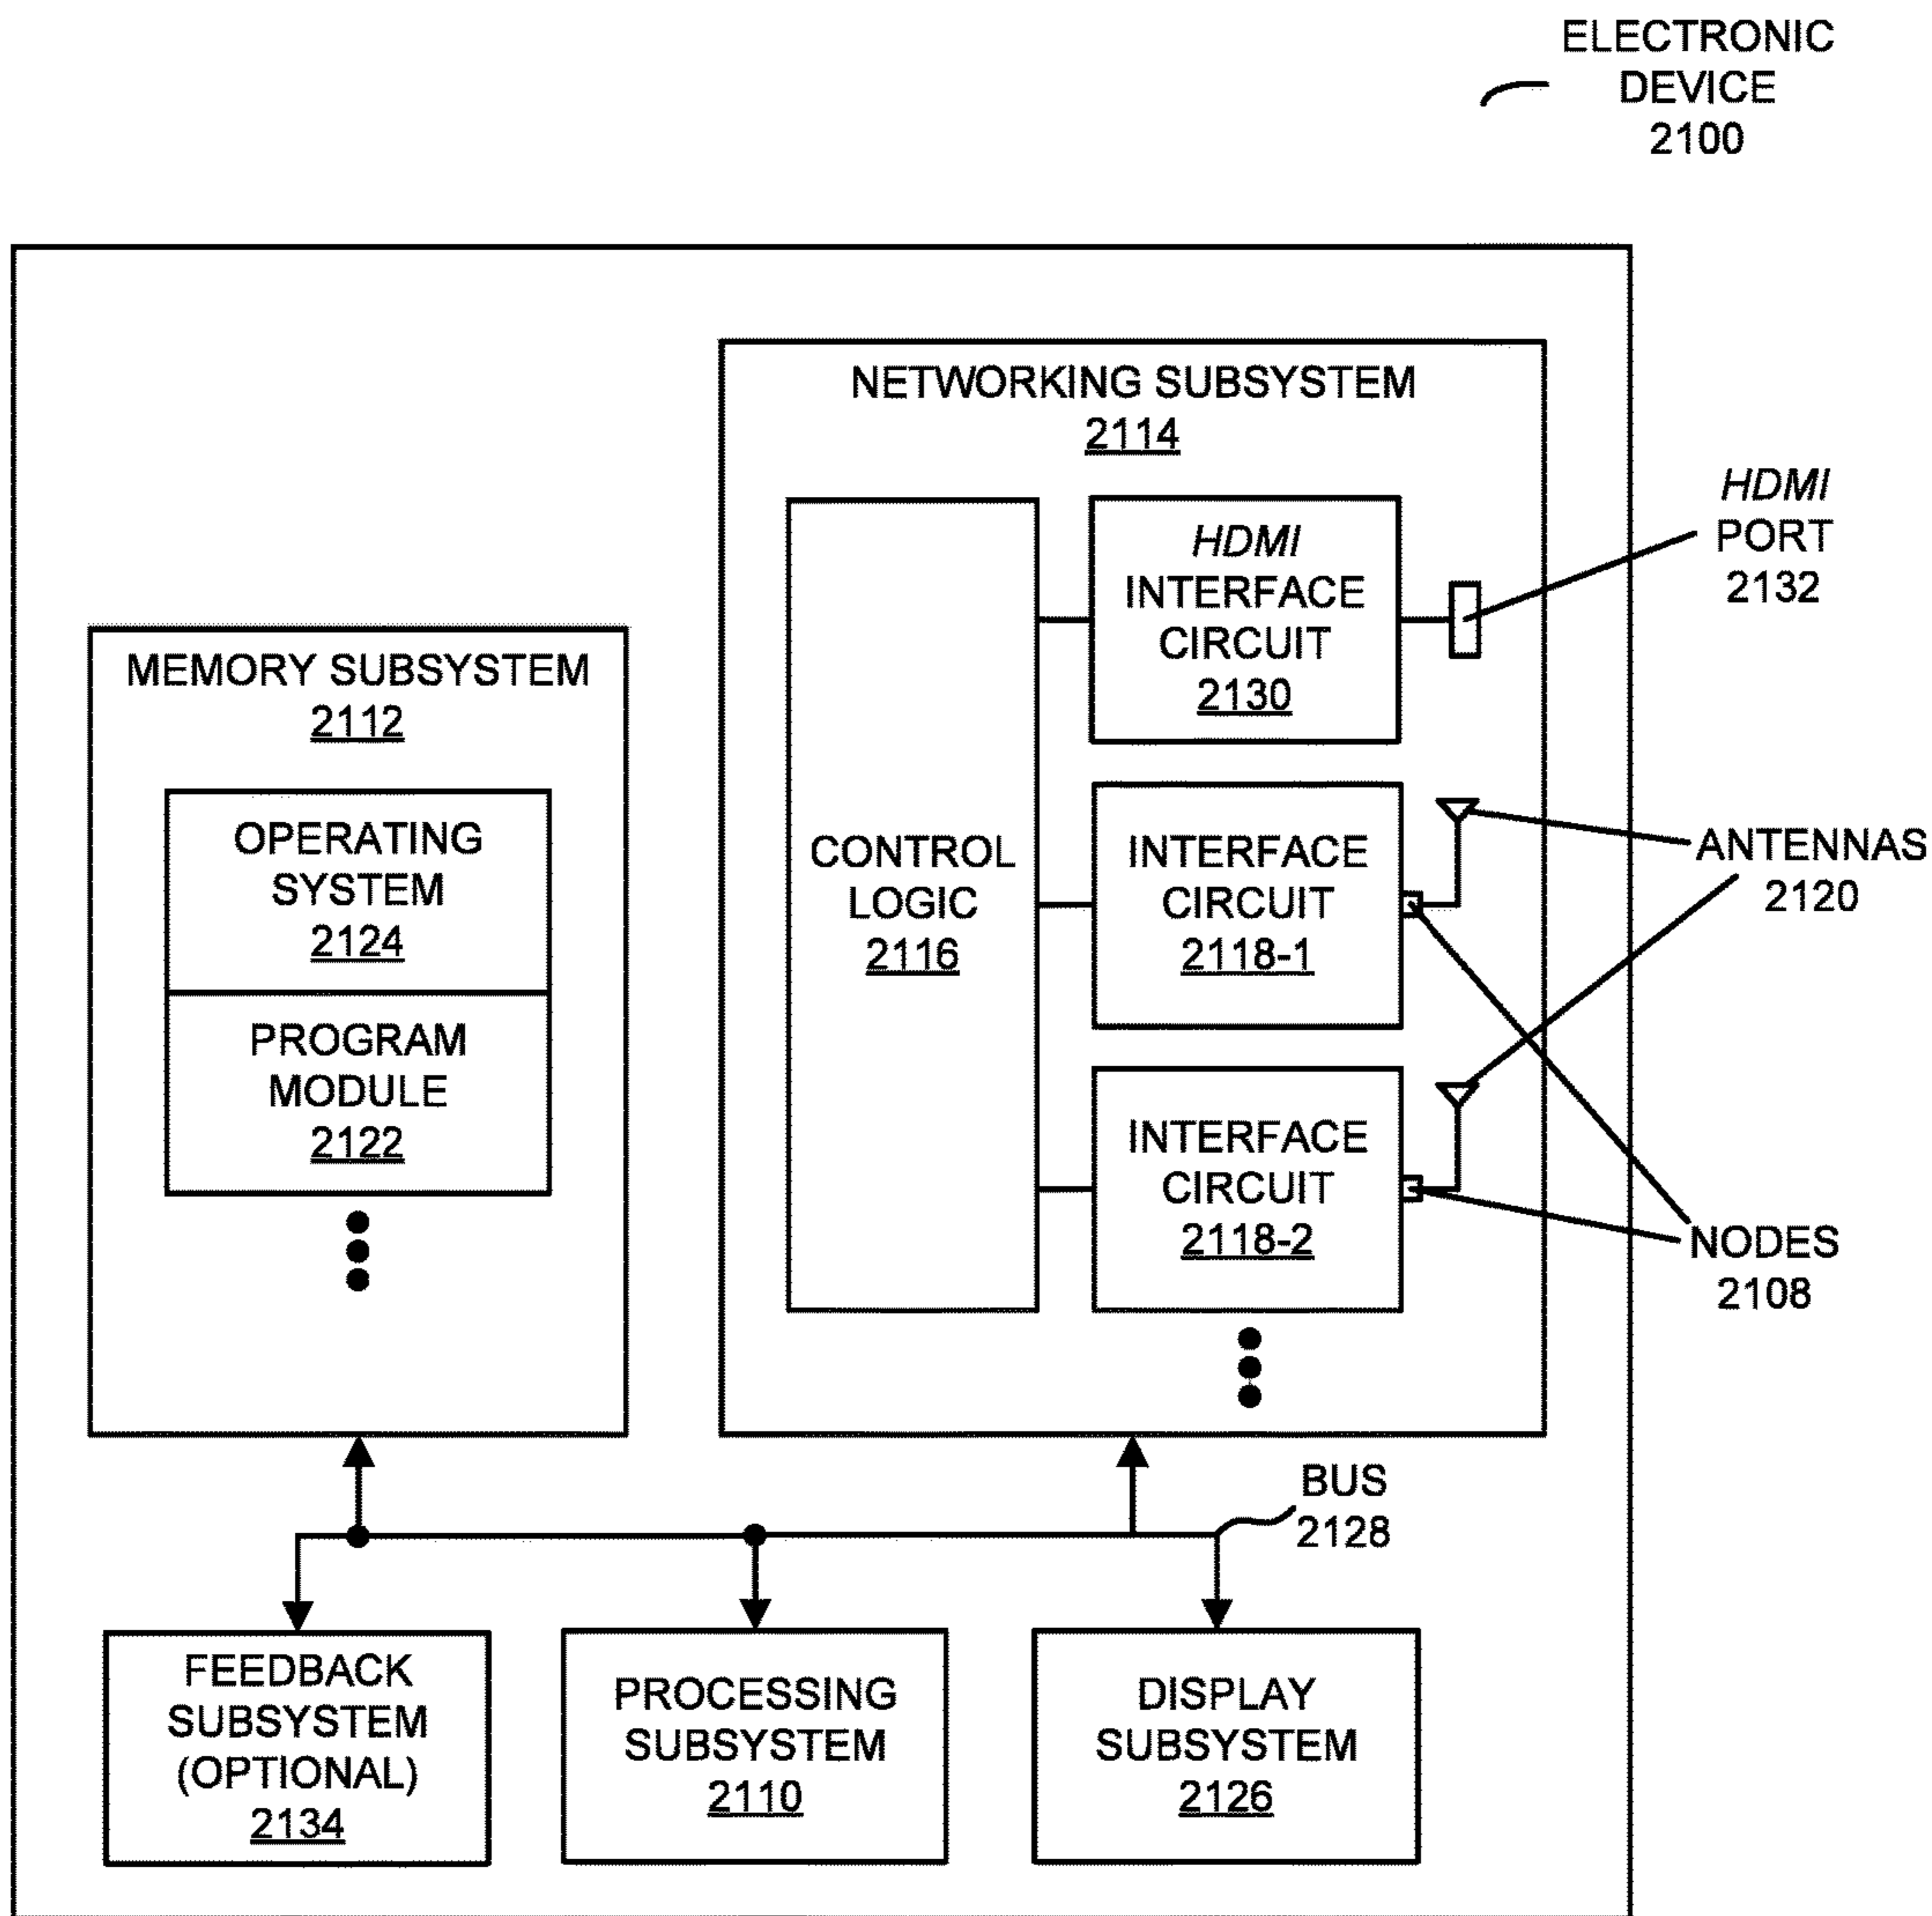 ELECTRONIC
DEVICE
2100
NETWORKING SUBSYSTEM
2114
HDMI
PORT
2132
HDMI
INTERFACE
CIRCUIT
2130
MEMORY SUBSYSTEM
2112
OPERATING
SYSTEM
2124
PROGRAM
MODULE
2122
CONTROL
LOGIC
2116
INTERFACE
CIRCUIT
2118-1
ANTENNAS
2120
INTERFACE
CIRCUIT
2118-2
NODES
2108
BUS
2128
FEEDBACK
SUBSYSTEM
(OPTIONAL)
2134
PROCESSING
SUBSYSTEM
2110
DISPLAY
SUBSYSTEM
2126